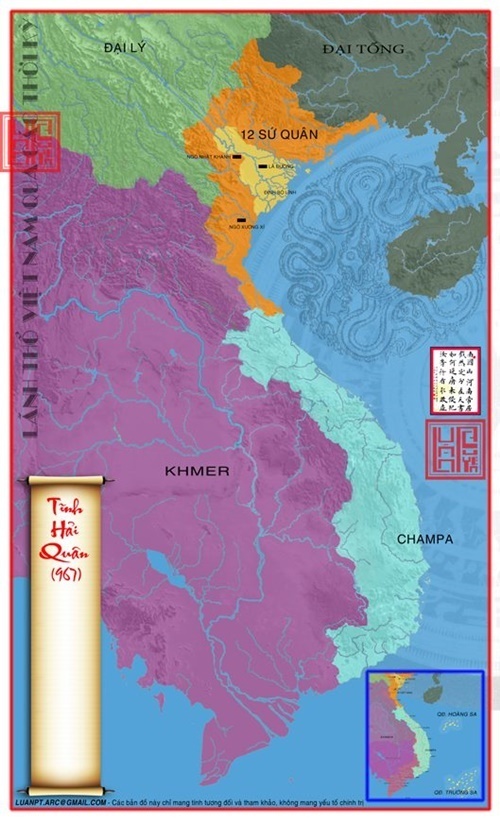 ĐẠI LÝ
ĐẠI TỐNG
12 SỨ QUÂN
NGÔ NHẬT KHÁNH
LÃ ĐƯỜNG
ĐINH BỘ LĨNH
NGÔ XƯƠNG XÍ
LÃNH THỔ VIỆT NAM QUA
THỜI KỲ
KHMER
CHAMPA
Tĩnh
Hải
Quân
(967)
QĐ. HOÀNG SA
QĐ. TRƯỜNG SA
LUANPT.ARC@GMAIL.COM - Các bản đồ này chỉ mang tính tương đối và tham khảo, không mang yếu tố chính trị